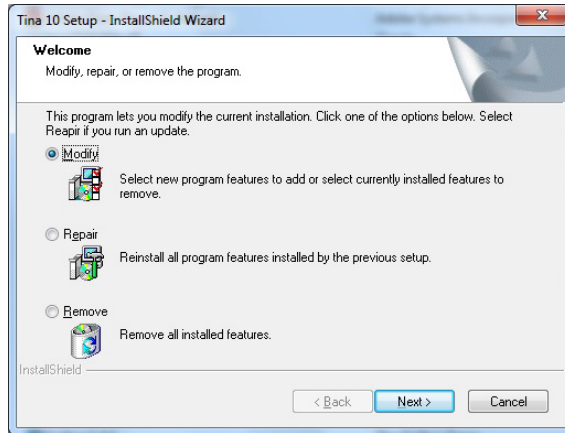 Tina 10 Setup - InstallShield Wizard
Welcome
Modify, repair, or remove the program.
This program lets you modify the current installation. Click one of the options below. Select
Reapir if you run an update.
Modify
Select new program features to add or select currently installed features to
remove.
Repair
Reinstall all program features installed by the previous setup.
Remove
Remove all installed features.
InstallShield
< Back
Next >
Cancel